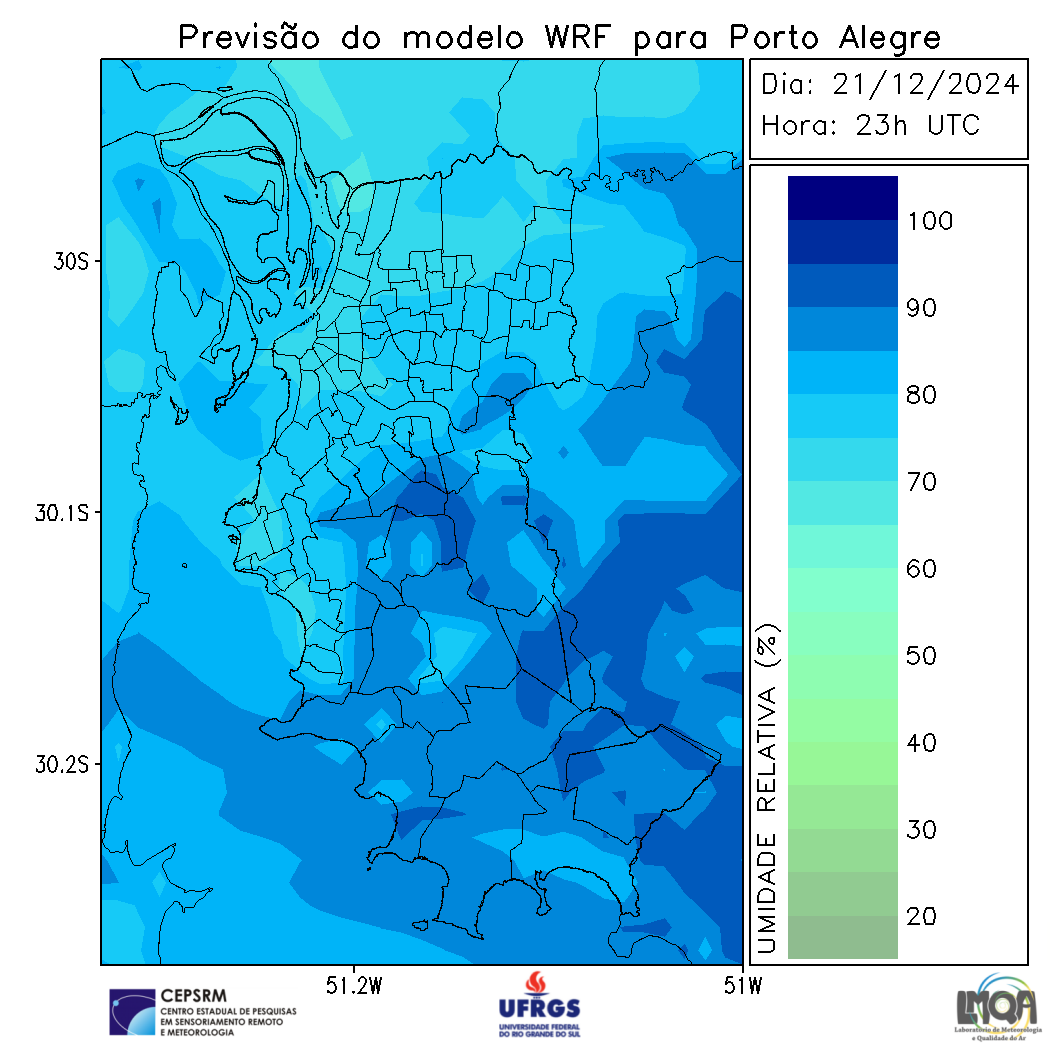 Previsão do modelo WRF para Porto Alegre
Dia: 21/12/2024
Hora: 23h UTC
30S
30.1S
30.2S
51.2W
51W
100
90
80
70
60
50
40
30
20
UMIDADE RELATIVA (%)
CEPSRM
CENTRO ESTADUAL DE PESQUISAS
EM SENSORIAMENTO REMOTO
E METEOROLOGIA
UFRGS
UNIVERSIDADE FEDERAL
DO RIO GRANDE DO SUL
LMQA
Laboratório de Meteorologia
e Qualidade do Ar